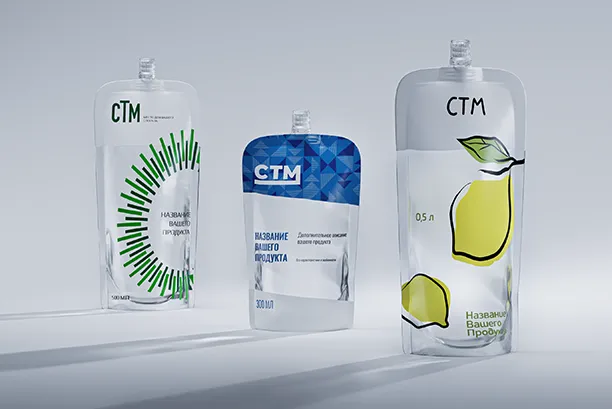 СТМ
НАЗВАНИЕ
ВАШЕГО
ПРОДУКТА
500 МЛ
СТМ
НАЗВАНИЕ
ВАШЕГО
ПРОДУКТА
Дополнительное описание
вашего продукта
300 МЛ
СТМ
0,5 л
Название
Вашего